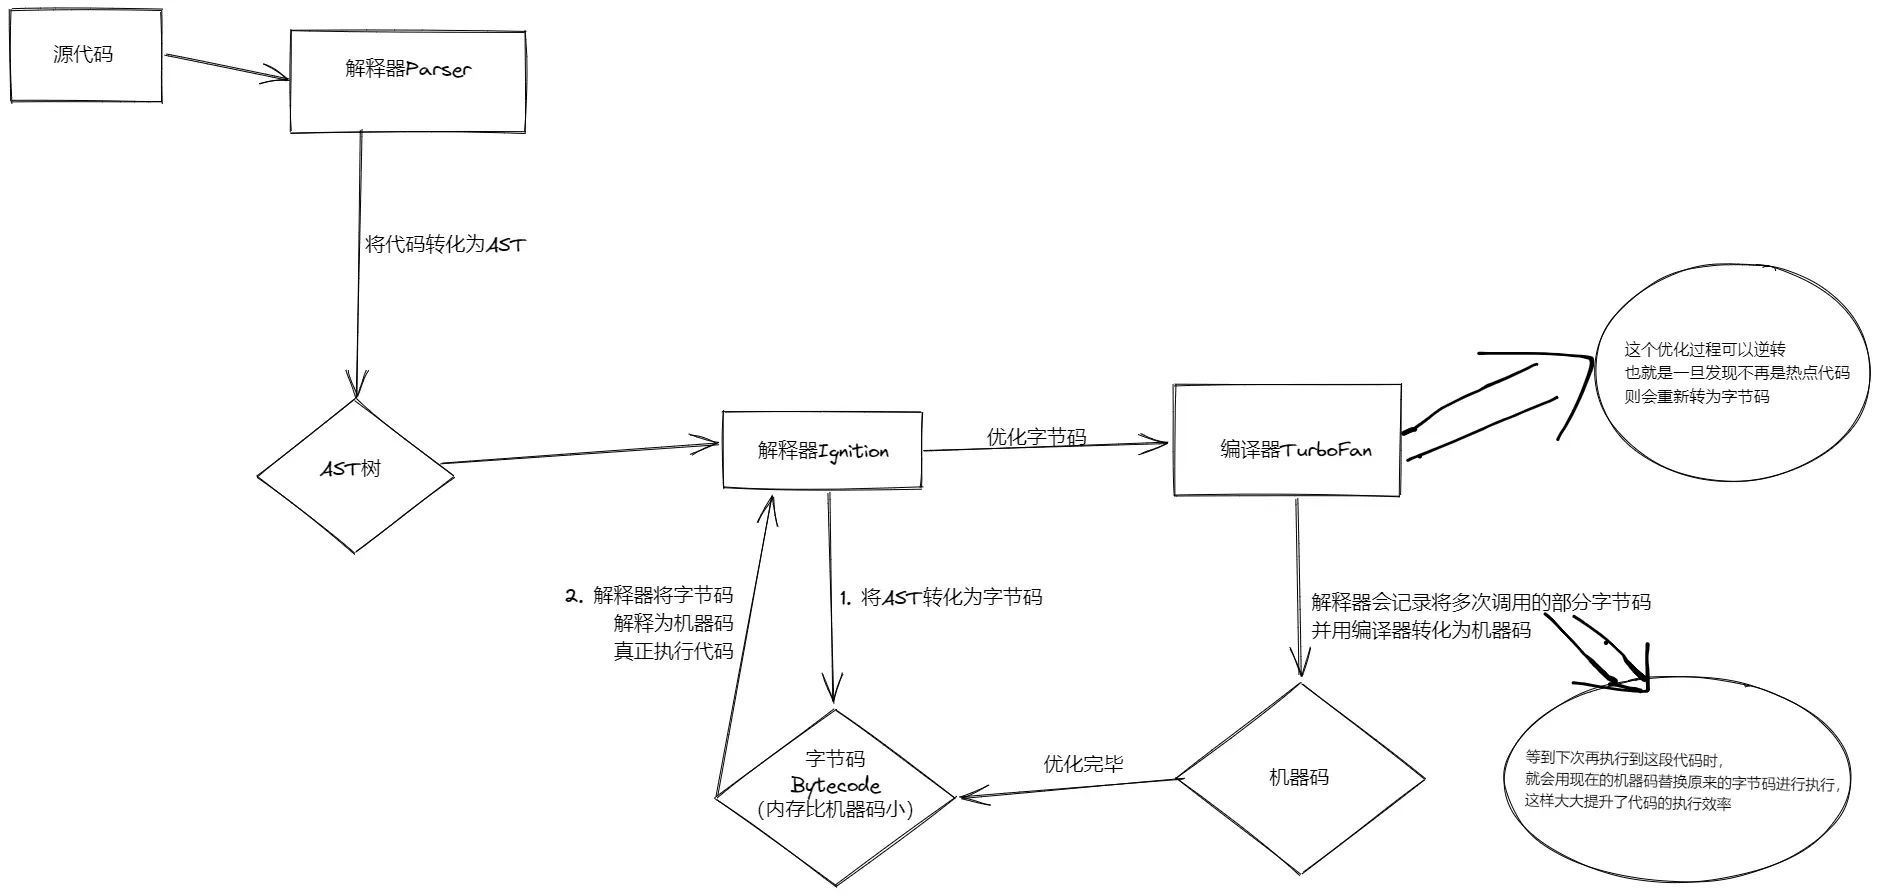 源代码
解释器Parser
将代码转化为AST
AST树
解释器Ignition
优化字节码
编译器TurboFan
这个优化过程可以逆转
也就是一旦发现不再是热点代码
则会重新转为字节码
2. 解释器将字节码
解释为机器码
真正执行代码
1. 将AST转化为字节码
解释器会记录将多次调用的部分字节码
并用编译器转化为机器码
字节码
Bytecode
(内存比机器码小)
优化完毕
机器码
等到下次再执行到这段代码时,
就会用现在的机器码替换原来的字节码进行执行,
这样大大提升了代码的执行效率